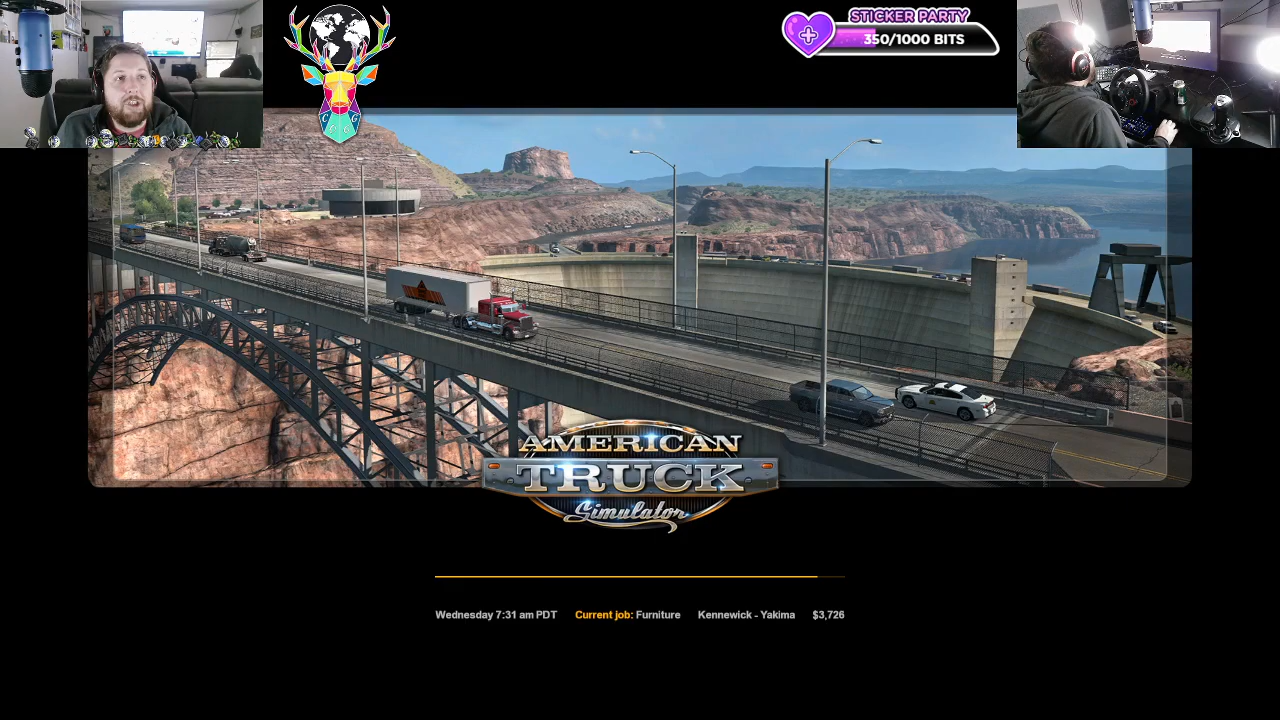 STICKER PARTY
350/1000 BITS
AMERICAN
TRUCK
Simulator
Wednesday 7:31 am PDT Current job: Furniture Kennewick - Yakima $3,726